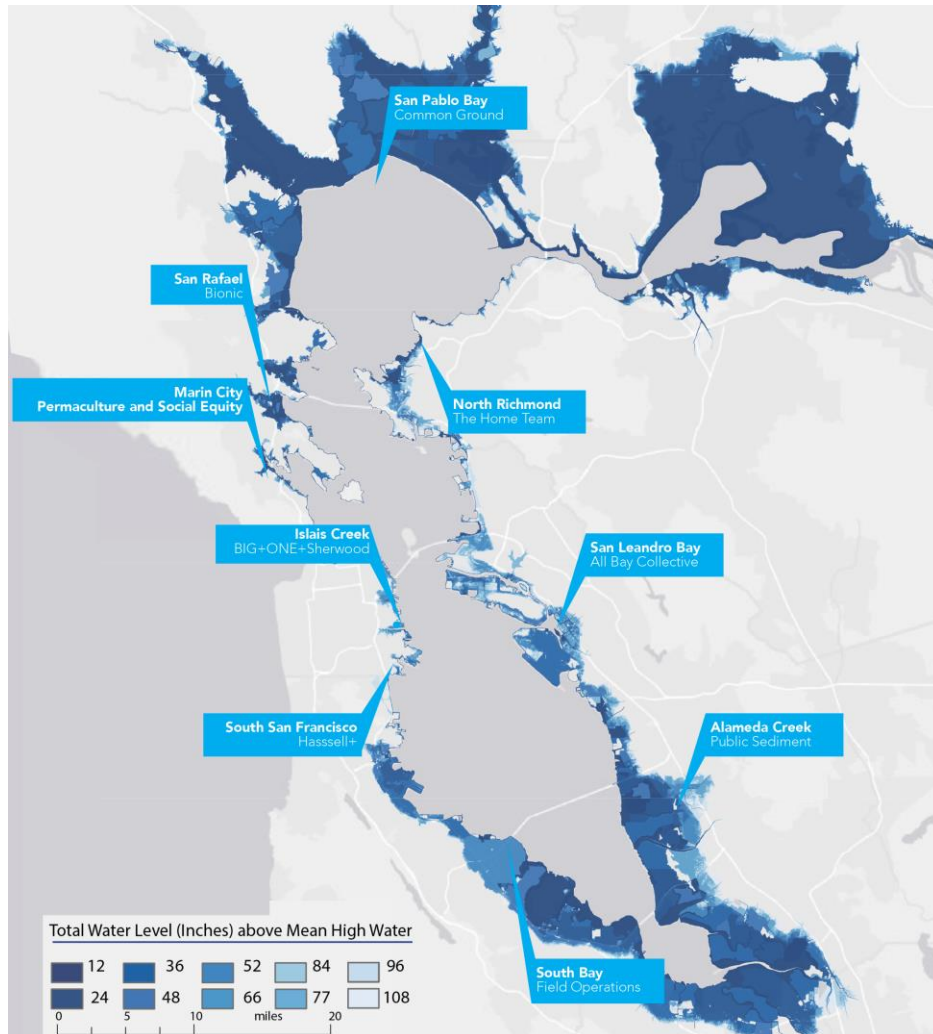 San Pablo Bay
Common Ground
San Rafael
Bionic
Marin City
Permaculture and Social Equity
North Richmond
The Home Team
Islais Creek
BIG+ONE+Sherwood
San Leandro Bay
All Bay Collective
South San Francisco
Hasssell+
Alameda Creek
Public Sediment
South Bay
Field Operations
Total Water Level (Inches) above Mean High Water
12 36 52 84 96
24 48 66 77 108
0 5 10 miles 20